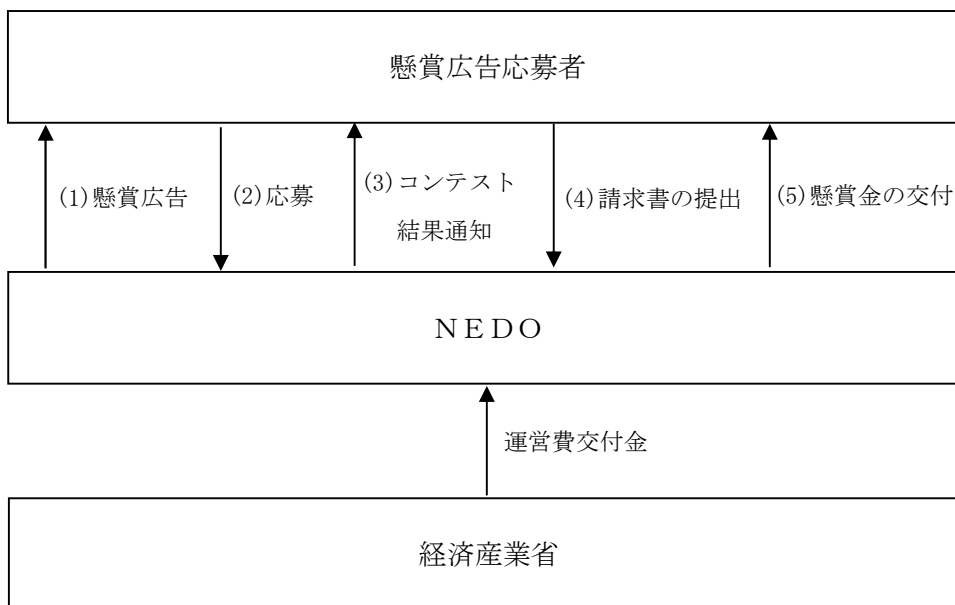 懸賞広告応募者
(1)懸賞広告
(2)応募
(3)コンテスト
結果通知
(4)請求書の提出
(5)懸賞金の交付
ＮＥＤＯ
運営費交付金
経済産業省